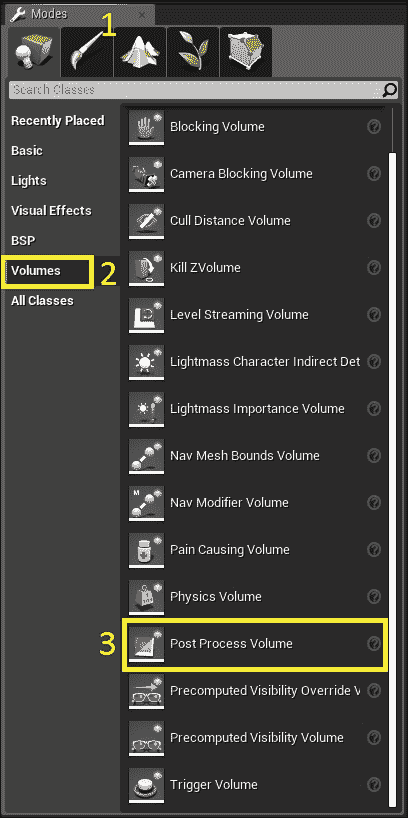 Modes
1
Search Classes
Recently Placed
Basic
Lights
Visual Effects
BSP
Volumes
2
All Classes
Blocking Volume
Camera Blocking Volume
Cull Distance Volume
Kill ZVolume
Level Streaming Volume
Lightmass Character Indirect Det
Lightmass Importance Volume
Nav Mesh Bounds Volume
M
Nav Modifier Volume
Pain Causing Volume
Physics Volume
3
Post Process Volume
Precomputed Visibility Override V
Precomputed Visibility Volume
Trigger Volume